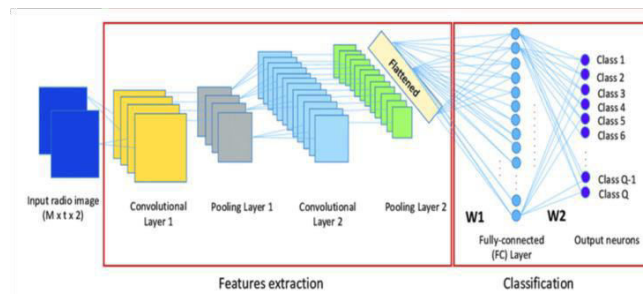 Input radio image
(M x t x 2)
Convolutional
Layer 1
Pooling Layer 1
Convolutional
Layer 2
Pooling Layer 2
Flattened
W1
W2
Fully-connected
(FC) Layer
Class 1
Class 2
Class 3
Class 4
Class 5
Class 6
Class Q-1
Class Q
Output neurons
Features extraction
Classification